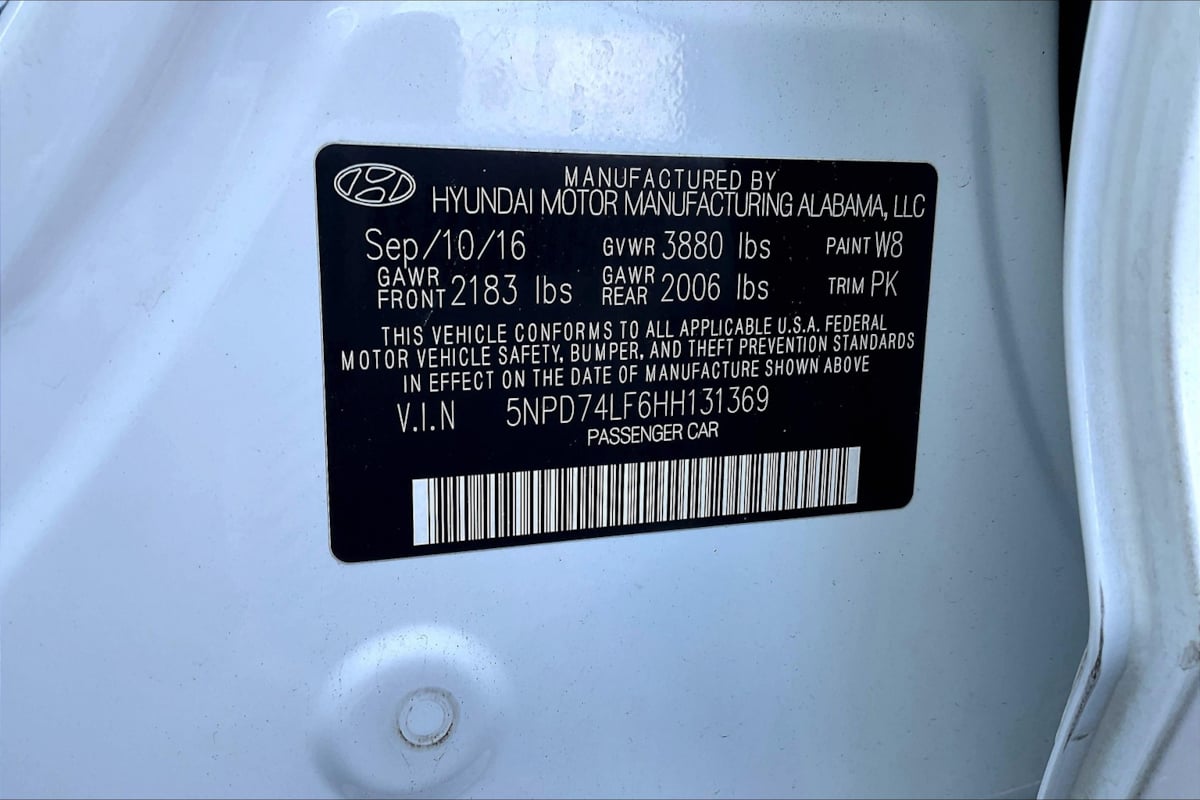 MANUFACTURED BY
HYUNDAI MOTOR MANUFACTURING ALABAMA, LLC
Sep/10/16 GVWR 3880 lbs PAINT W8
GAWR FRONT 2183 lbs GAWR REAR 2006 lbs TRIM PK
THIS VEHICLE CONFORMS TO ALL APPLICABLE U.S.A. FEDERAL
MOTOR VEHICLE SAFETY, BUMPER, AND THEFT PREVENTION STANDARDS
IN EFFECT ON THE DATE OF MANUFACTURE SHOWN ABOVE
V.I.N 5NPD74LF6HH131369
PASSENGER CAR